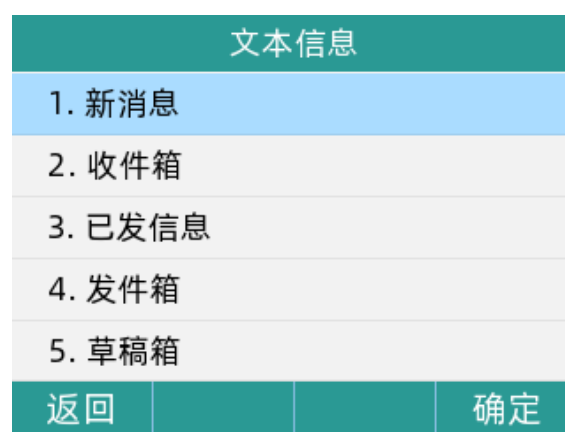 文本信息
1. 新消息
2. 收件箱
3. 已发信息
4. 发件箱
5. 草稿箱
返回 确定